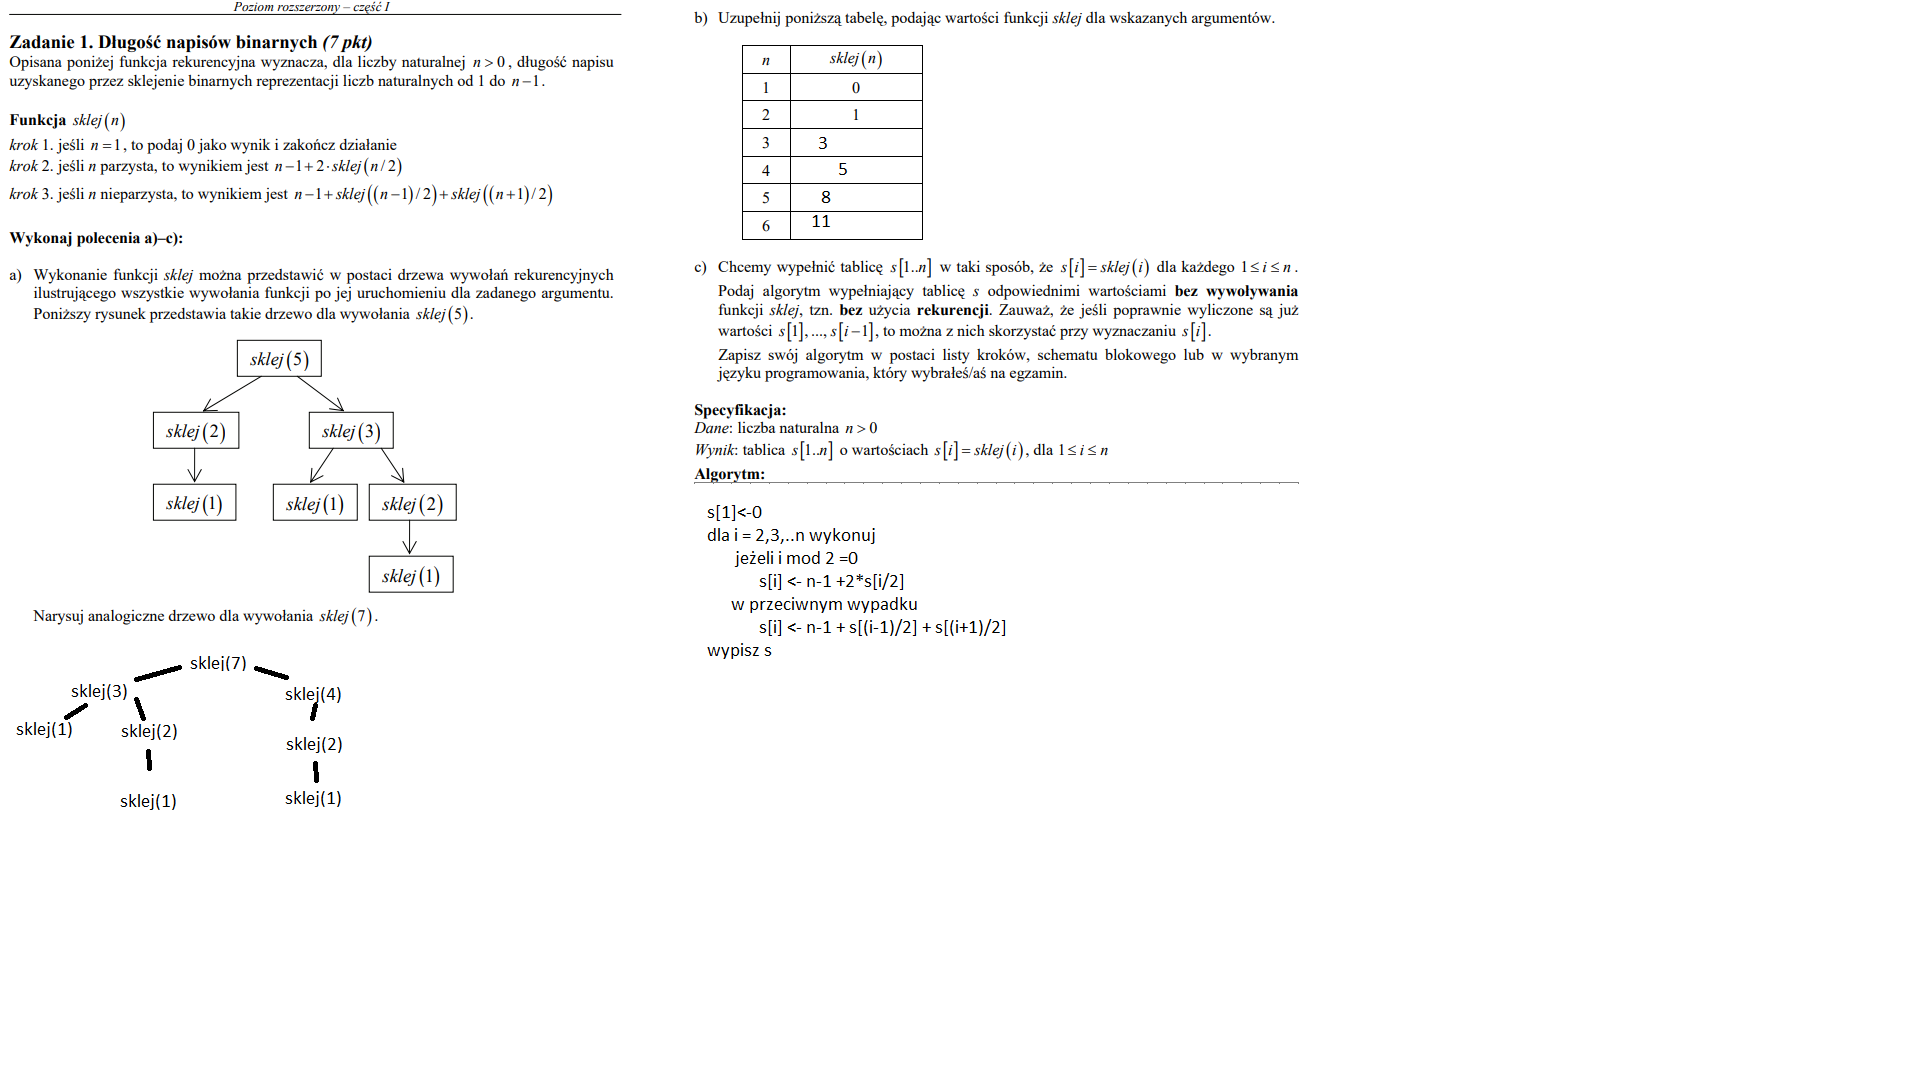 Poziom rozszerzony – część I
Zadanie 1. Długość napisów binarnych (7 pkt)
Opisana poniżej funkcja rekurencyjna wyznacza, dla liczby naturalnej n > 0, długość napisu
uzyskanego przez sklejenie binarnych reprezentacji liczb naturalnych od 1 do n−1.
Funkcja sklej(n)
krok 1. jeśli n = 1, to podaj 0 jako wynik i zakończ działanie
krok 2. jeśli n parzysta, to wynikiem jest n−1+2·sklej(n/2)
krok 3. jeśli n nieparzysta, to wynikiem jest n−1+sklej((n−1)/2)+sklej((n+1)/2)
Wykonaj polecenia a)–c):
a) Wykonanie funkcji sklej można przedstawić w postaci drzewa wywołań rekurencyjnych
ilustrującego wszystkie wywołania funkcji po jej uruchomieniu dla zadanego argumentu.
Poniższy rysunek przedstawia takie drzewo dla wywołania sklej(5).
sklej(5)
sklej(2) sklej(3)
sklej(1) sklej(1) sklej(2)
sklej(1)
Narysuj analogiczne drzewo dla wywołania sklej(7).
sklej(7)
sklej(3) sklej(4)
sklej(1) sklej(2) sklej(2)
sklej(1) sklej(1)
b) Uzupełnij poniższą tabelę, podając wartości funkcji sklej dla wskazanych argumentów.
n sklej(n)
1 0
2 1
3 3
4 5
5 8
6 11
c) Chcemy wypełnić tablicę s[1..n] w taki sposób, że s[i] = sklej(i) dla każdego 1 ≤ i ≤ n.
Podaj algorytm wypełniający tablicę s odpowiednimi wartościami bez wywoływania
funkcji sklej, tzn. bez użycia rekurencji. Zauważ, że jeśli poprawnie wyliczone są już
wartości s[1],..., s[i−1], to można z nich skorzystać przy wyznaczaniu s[i].
Zapisz swój algorytm w postaci listy kroków, schematu blokowego lub w wybranym
języku programowania, który wybrałeś/aś na egzamin.
Specyfikacja:
Dane: liczba naturalna n > 0
Wynik: tablica s[1..n] o wartościach s[i] = sklej(i), dla 1 ≤ i ≤ n
Algorytm:
s[1]<-0
dla i = 2,3,..n wykonuj
jeżeli i mod 2 =0
s[i] <- n-1 +2*s[i/2]
w przeciwnym wypadku
s[i] <- n-1 + s[(i-1)/2] + s[(i+1)/2]
wypisz s